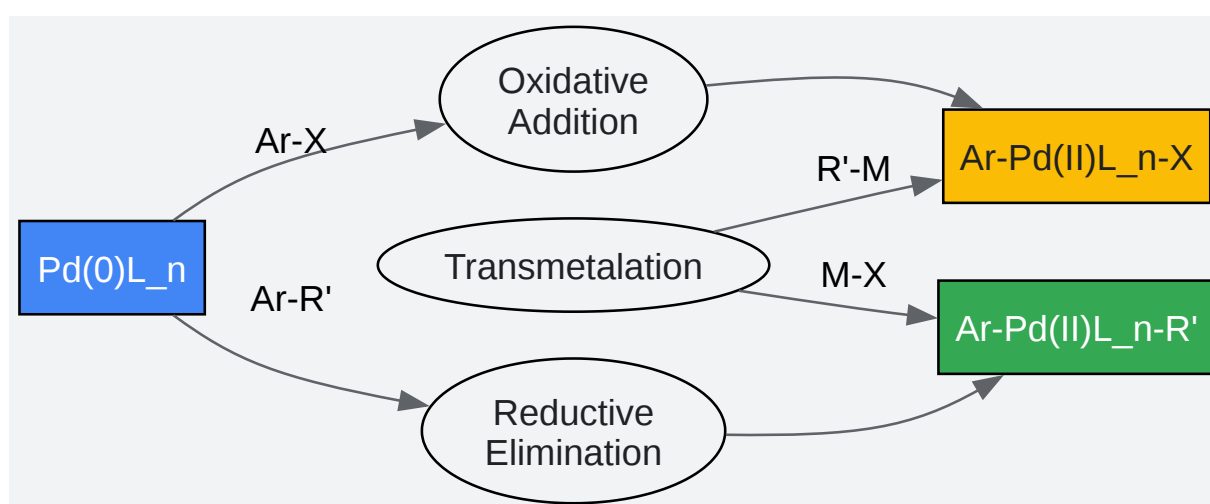 Oxidative
Addition
Ar-X
Ar-Pd(II)L_n-X
R'-M
Pd(0)L_n
Transmetalation
Ar-R'
M-X
Ar-Pd(II)L_n-R'
Reductive
Elimination